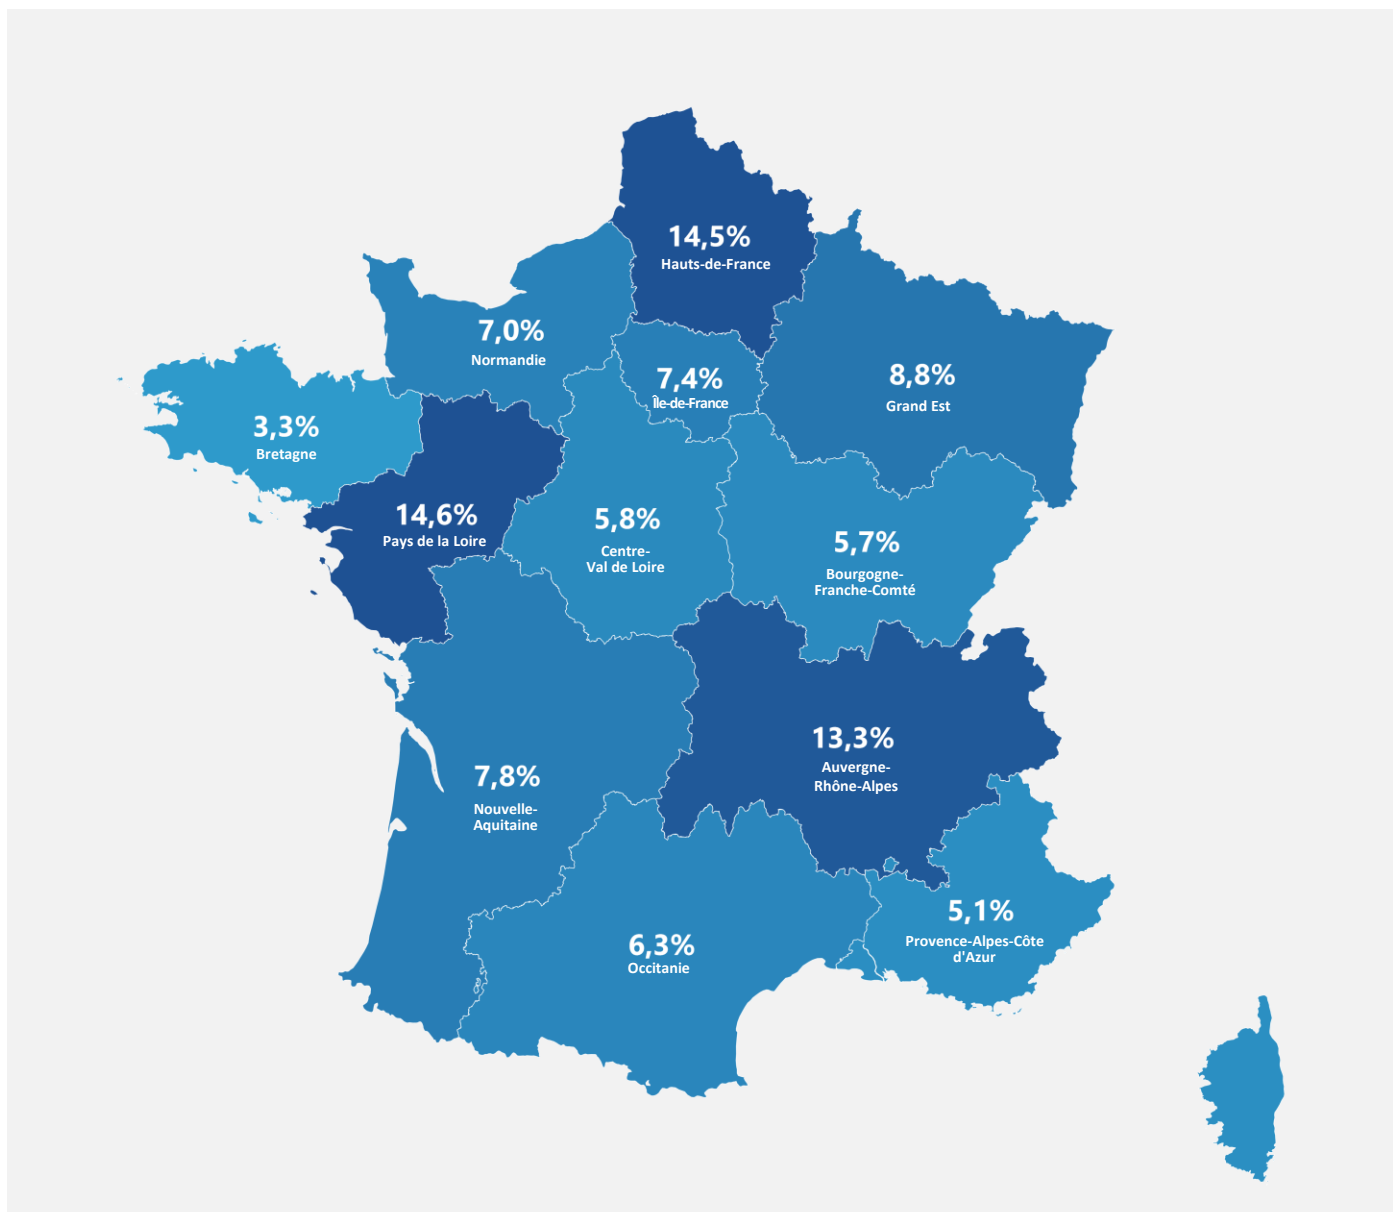 14,5%
Hauts-de-France
7,0%
Normandie
7,4%
Île-de-France
8,8%
Grand Est
3,3%
Bretagne
14,6%
Pays de la Loire
5,8%
Centre-
Val de Loire
5,7%
Bourgogne-
Franche-Comté
13,3%
Auvergne-
Rhône-Alpes
7,8%
Nouvelle-
Aquitaine
5,1%
Provence-Alpes-Côte
d'Azur
6,3%
Occitanie